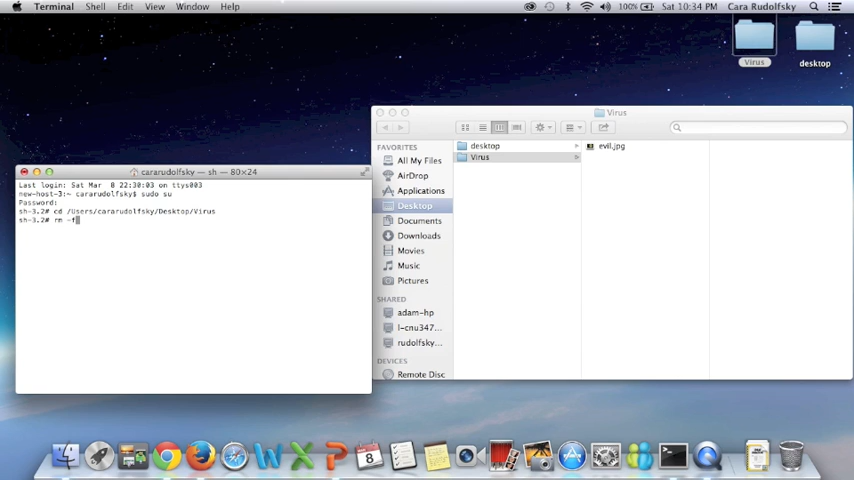 Terminal Shell Edit View Window Help 100% Sat 10:34 PM Cara Rudolfsky
Virus
desktop
Virus
cararudolfsky — sh — 80×24
Last login: Sat Mar  8 22:30:03 on ttys003
new-host-3:~ cararudolfsky$ sudo su
Password:
sh-3.2# cd /Users/cararudolfsky/Desktop/Virus
sh-3.2# rm -f
FAVORITES
All My Files
AirDrop
Applications
Desktop
Documents
Downloads
Movies
Music
Pictures
SHARED
adam-hp
l-cnu347...
rudolfsky...
DEVICES
Remote Disc
desktop
Virus
evil.jpg
8